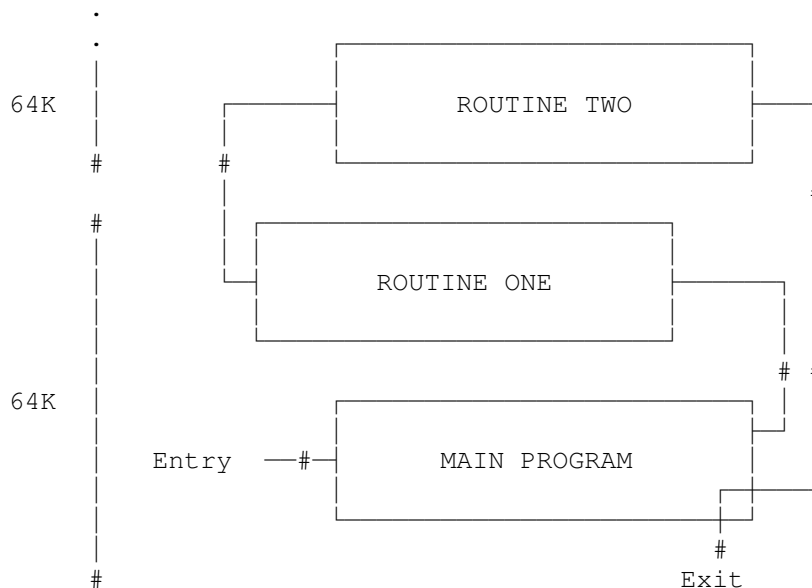 64K ROUTINE TWO
# #
#
#
ROUTINE ONE
# #
64K
Entry # MAIN PROGRAM
#
# Exit